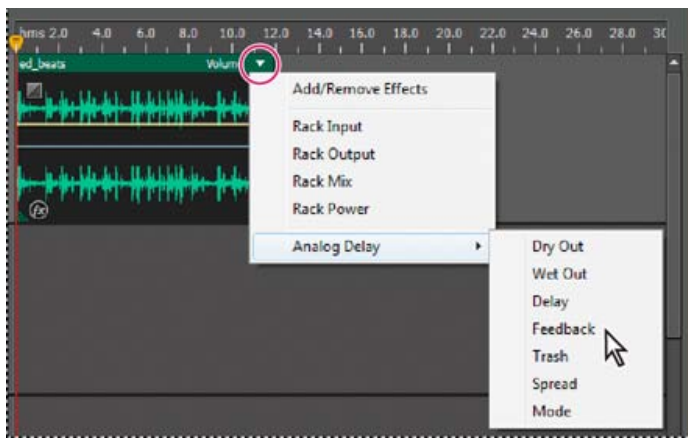 hms 2.0 4.0 6.0 8.0 10.0 12.0 14.0 16.0 18.0 20.0 22.0 24.0 26.0 28.0 30
ed_beats Volum
Add/Remove Effects
Rack Input
Rack Output
Rack Mix
Rack Power
Analog Delay
Dry Out
Wet Out
Delay
Feedback
Trash
Spread
Mode
fx